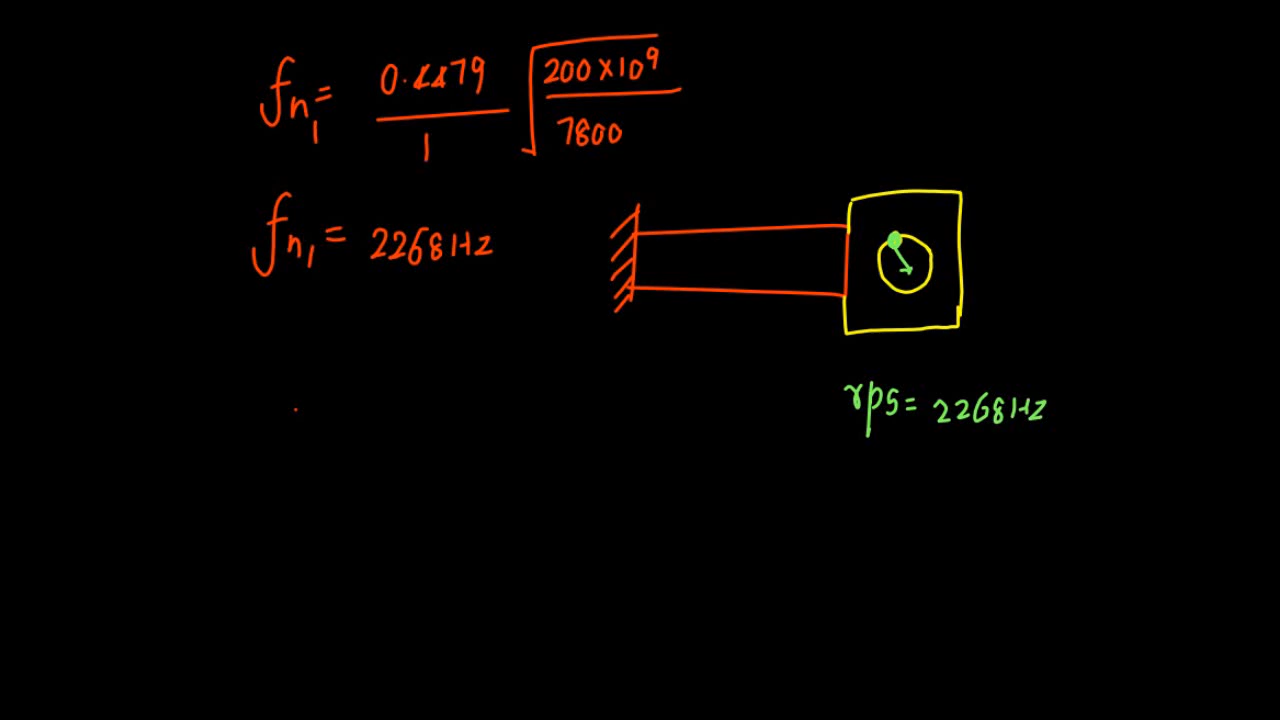 fn1 = 0.4479 / 1 √(200×10⁹ / 7800)
fn1 = 2268Hz
rps = 2268Hz